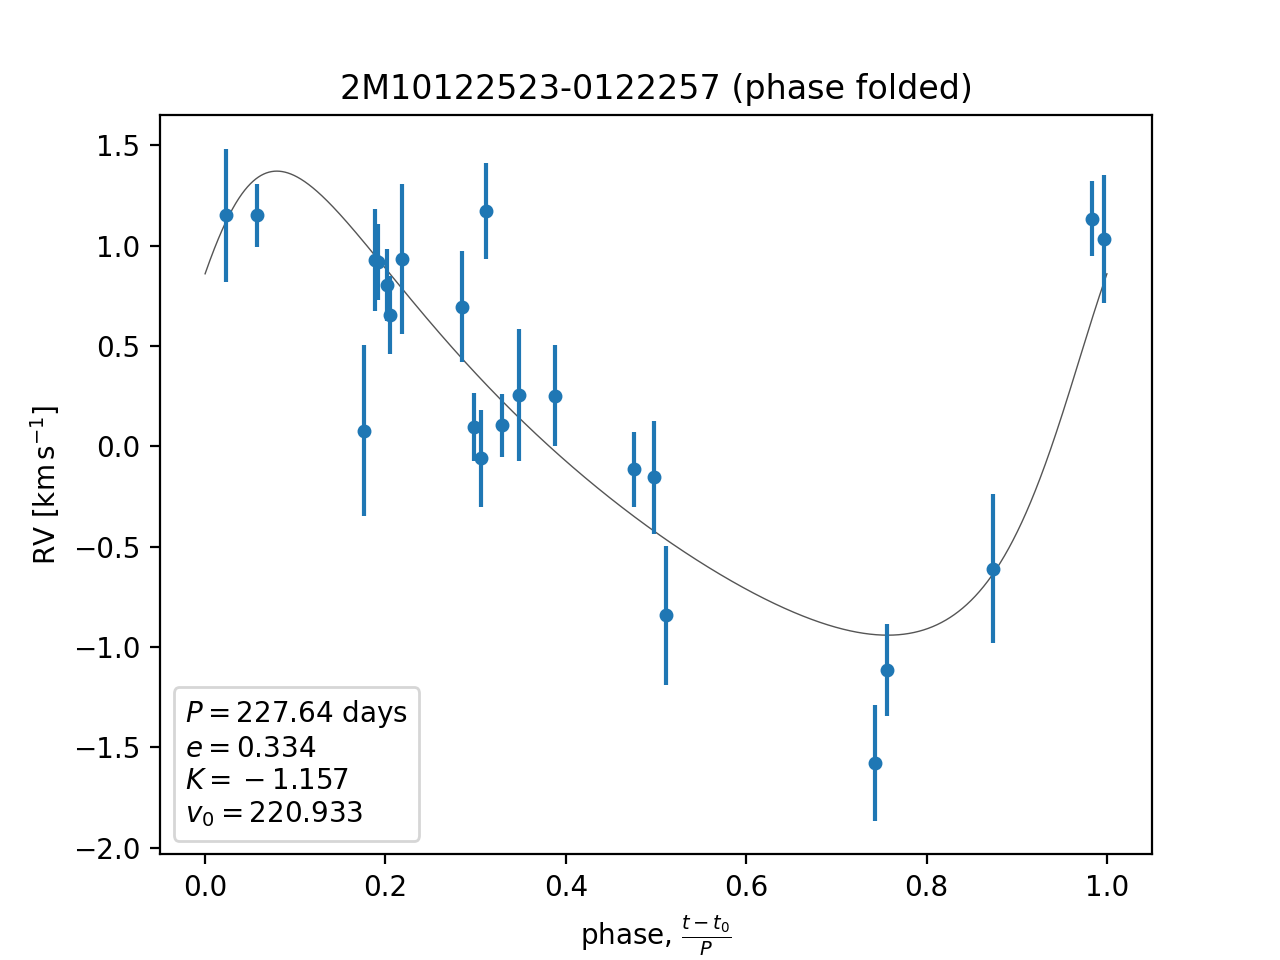 2M10122523-0122257 (phase folded)
RV [km s⁻¹]
1.5
1.0
0.5
0.0
−0.5
−1.0
−1.5
−2.0
P = 227.64 days
e = 0.334
K = −1.157
v₀ = 220.933
0.0 0.2 0.4 0.6 0.8 1.0
phase, (t − t₀)/P